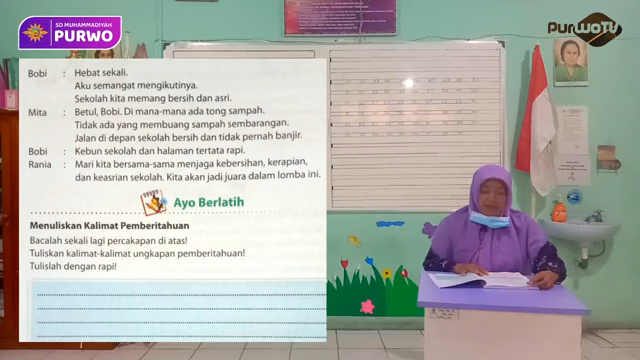 SD MUHAMMADIYAH
PURWO
PURWOTV
Bobi : Hebat sekali.
Aku semangat mengikutinya.
Sekolah kita memang bersih dan asri.
Mita : Betul, Bobi. Di mana-mana ada tong sampah.
Tidak ada yang membuang sampah sembarangan.
Jalan di depan sekolah bersih dan tidak pernah banjir.
Bobi : Kebun sekolah dan halaman tertata rapi.
Rania : Mari kita bersama-sama menjaga kebersihan, kerapian,
dan keasrian sekolah. Kita akan jadi juara dalam lomba ini.
Ayo Berlatih
Menuliskan Kalimat Pemberitahuan
Bacalah sekali lagi percakapan di atas!
Tuliskan kalimat-kalimat ungkapan pemberitahuan!
Tulislah dengan rapi!